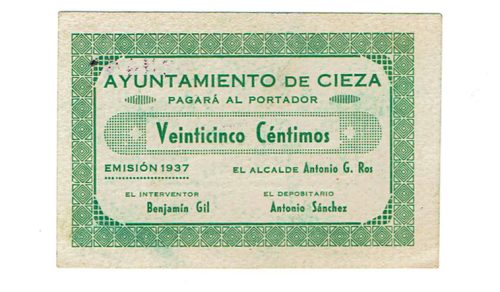 AYUNTAMIENTO DE CIEZA
PAGARÁ AL PORTADOR
Veinticinco Céntimos
EMISIÓN 1937
EL ALCALDE Antonio G. Ros
EL INTERVENTOR
Benjamín Gil
EL DEPOSITARIO
Antonio Sánchez